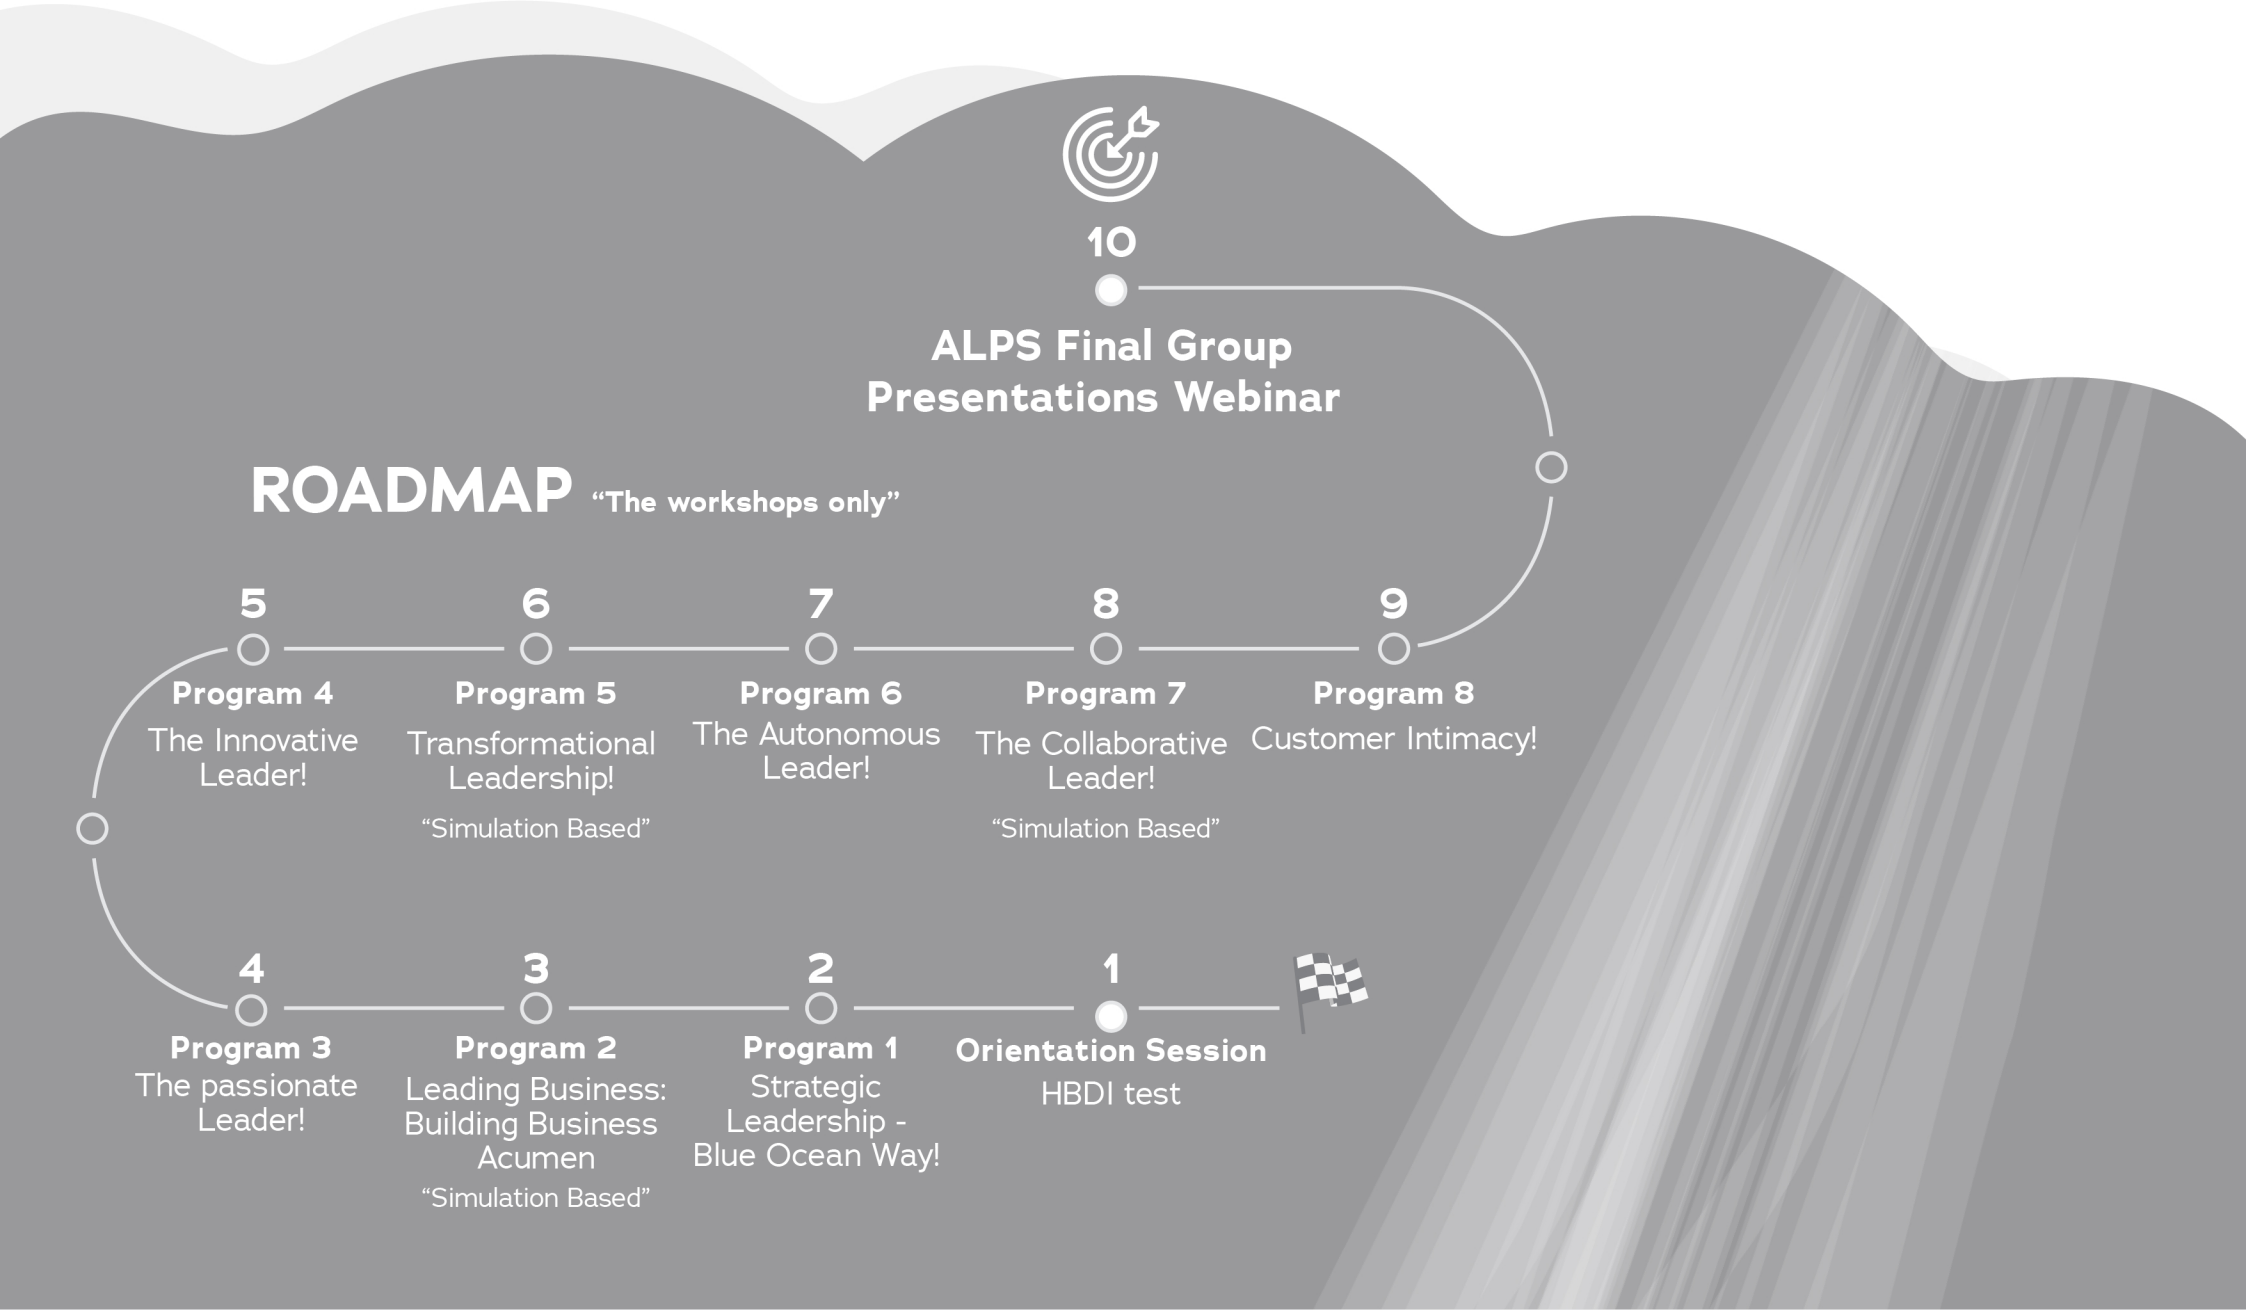 10
ALPS Final Group
Presentations Webinar
ROADMAP “The workshops only”
5
Program 4
The Innovative
Leader!
6
Program 5
Transformational
Leadership!
“Simulation Based”
7
Program 6
The Autonomous
Leader!
8
Program 7
The Collaborative
Leader!
“Simulation Based”
9
Program 8
Customer Intimacy!
4
Program 3
The passionate
Leader!
3
Program 2
Leading Business:
Building Business
Acumen
“Simulation Based”
2
Program 1
Strategic
Leadership -
Blue Ocean Way!
1
Orientation Session
HBDI test